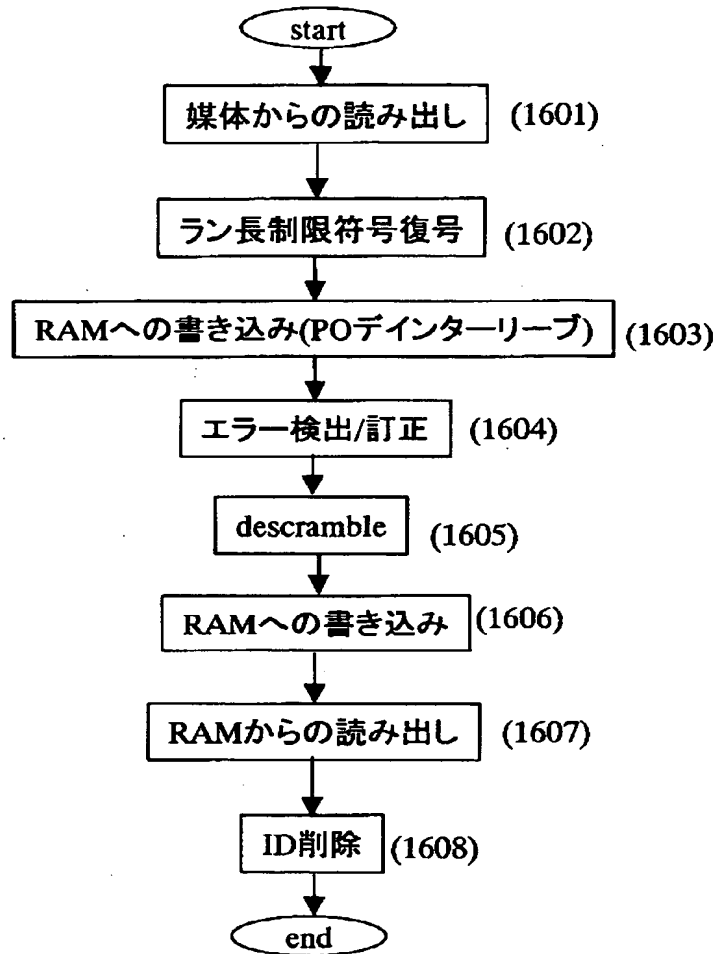 start
媒体からの読み出し (1601)
ラン長制限符号復号 (1602)
RAMへの書き込み(POデインターリーブ) (1603)
エラー検出/訂正 (1604)
descramble (1605)
RAMへの書き込み (1606)
RAMからの読み出し (1607)
ID削除 (1608)
end